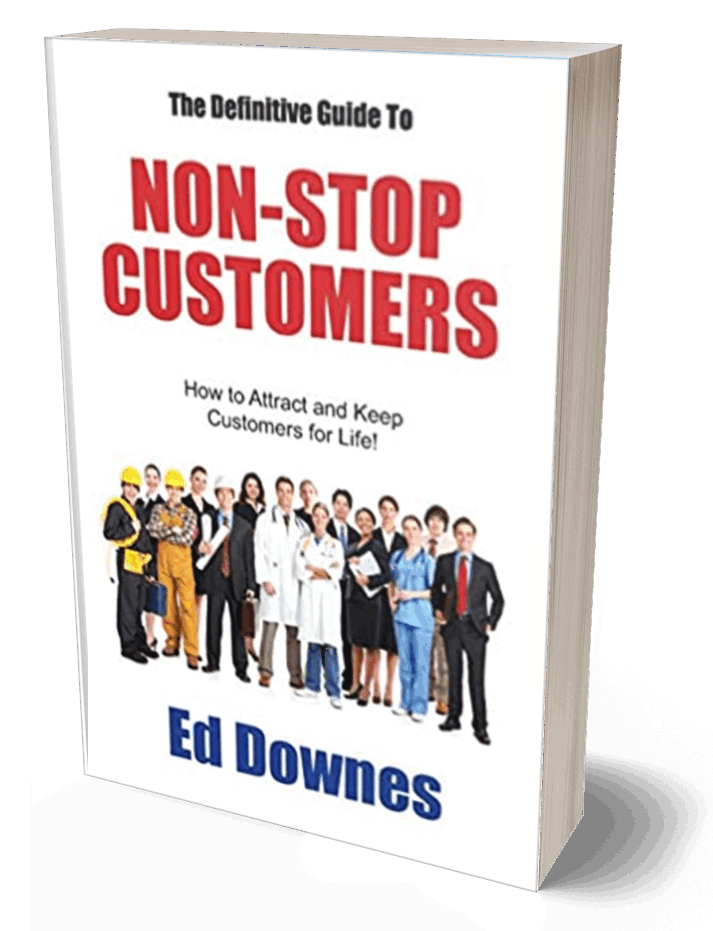 The Definitive Guide To
NON-STOP
CUSTOMERS
How to Attract and Keep
Customers for Life!
Ed Downes